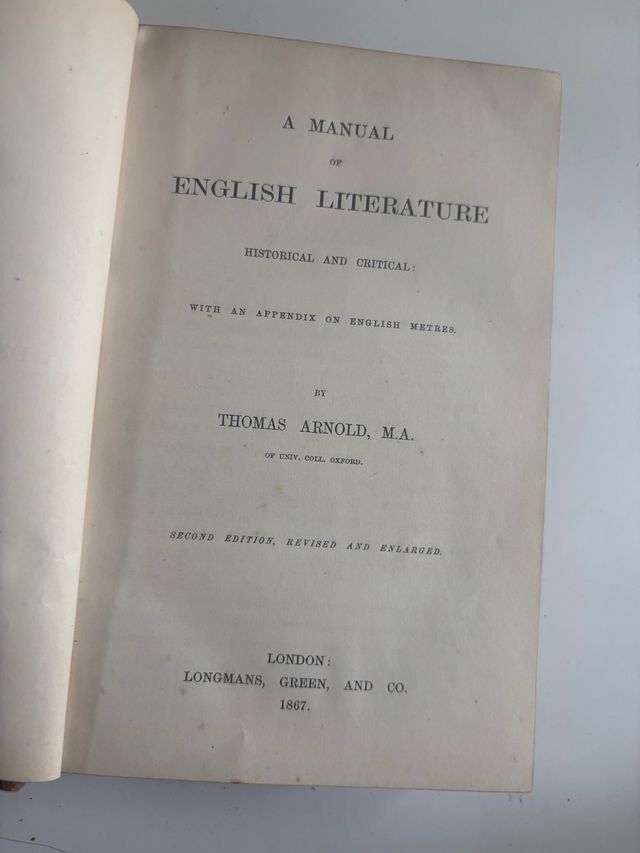 A MANUAL
OF
ENGLISH LITERATURE
HISTORICAL AND CRITICAL:
WITH AN APPENDIX ON ENGLISH METRES.
BY
THOMAS ARNOLD, M.A.
OF UNIV. COLL. OXFORD.
SECOND EDITION, REVISED AND ENLARGED.
LONDON:
LONGMANS, GREEN, AND CO.
1867.